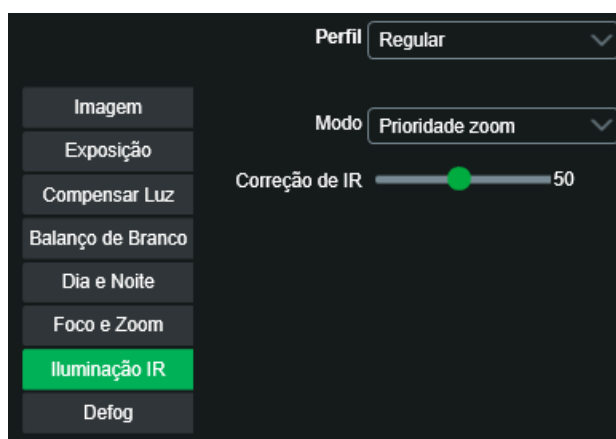 Perfil Regular
Imagem
Modo Prioridade zoom
Exposição
Correção de IR 50
Compensar Luz
Balanço de Branco
Dia e Noite
Foco e Zoom
Iluminação IR
Defog